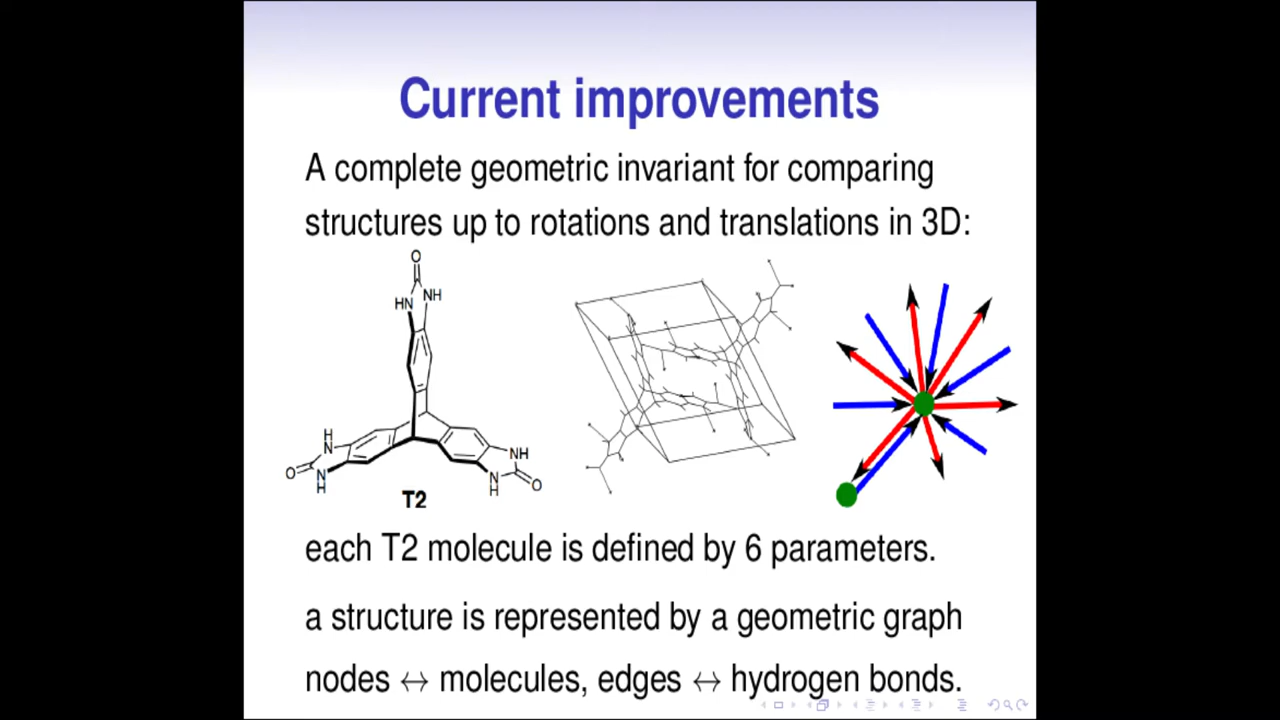 Current improvements
A complete geometric invariant for comparing
structures up to rotations and translations in 3D:
O
HN NH
H
N
O
N
H
NH
N
H
O
T2
each T2 molecule is defined by 6 parameters.
a structure is represented by a geometric graph
nodes ↔ molecules, edges ↔ hydrogen bonds.